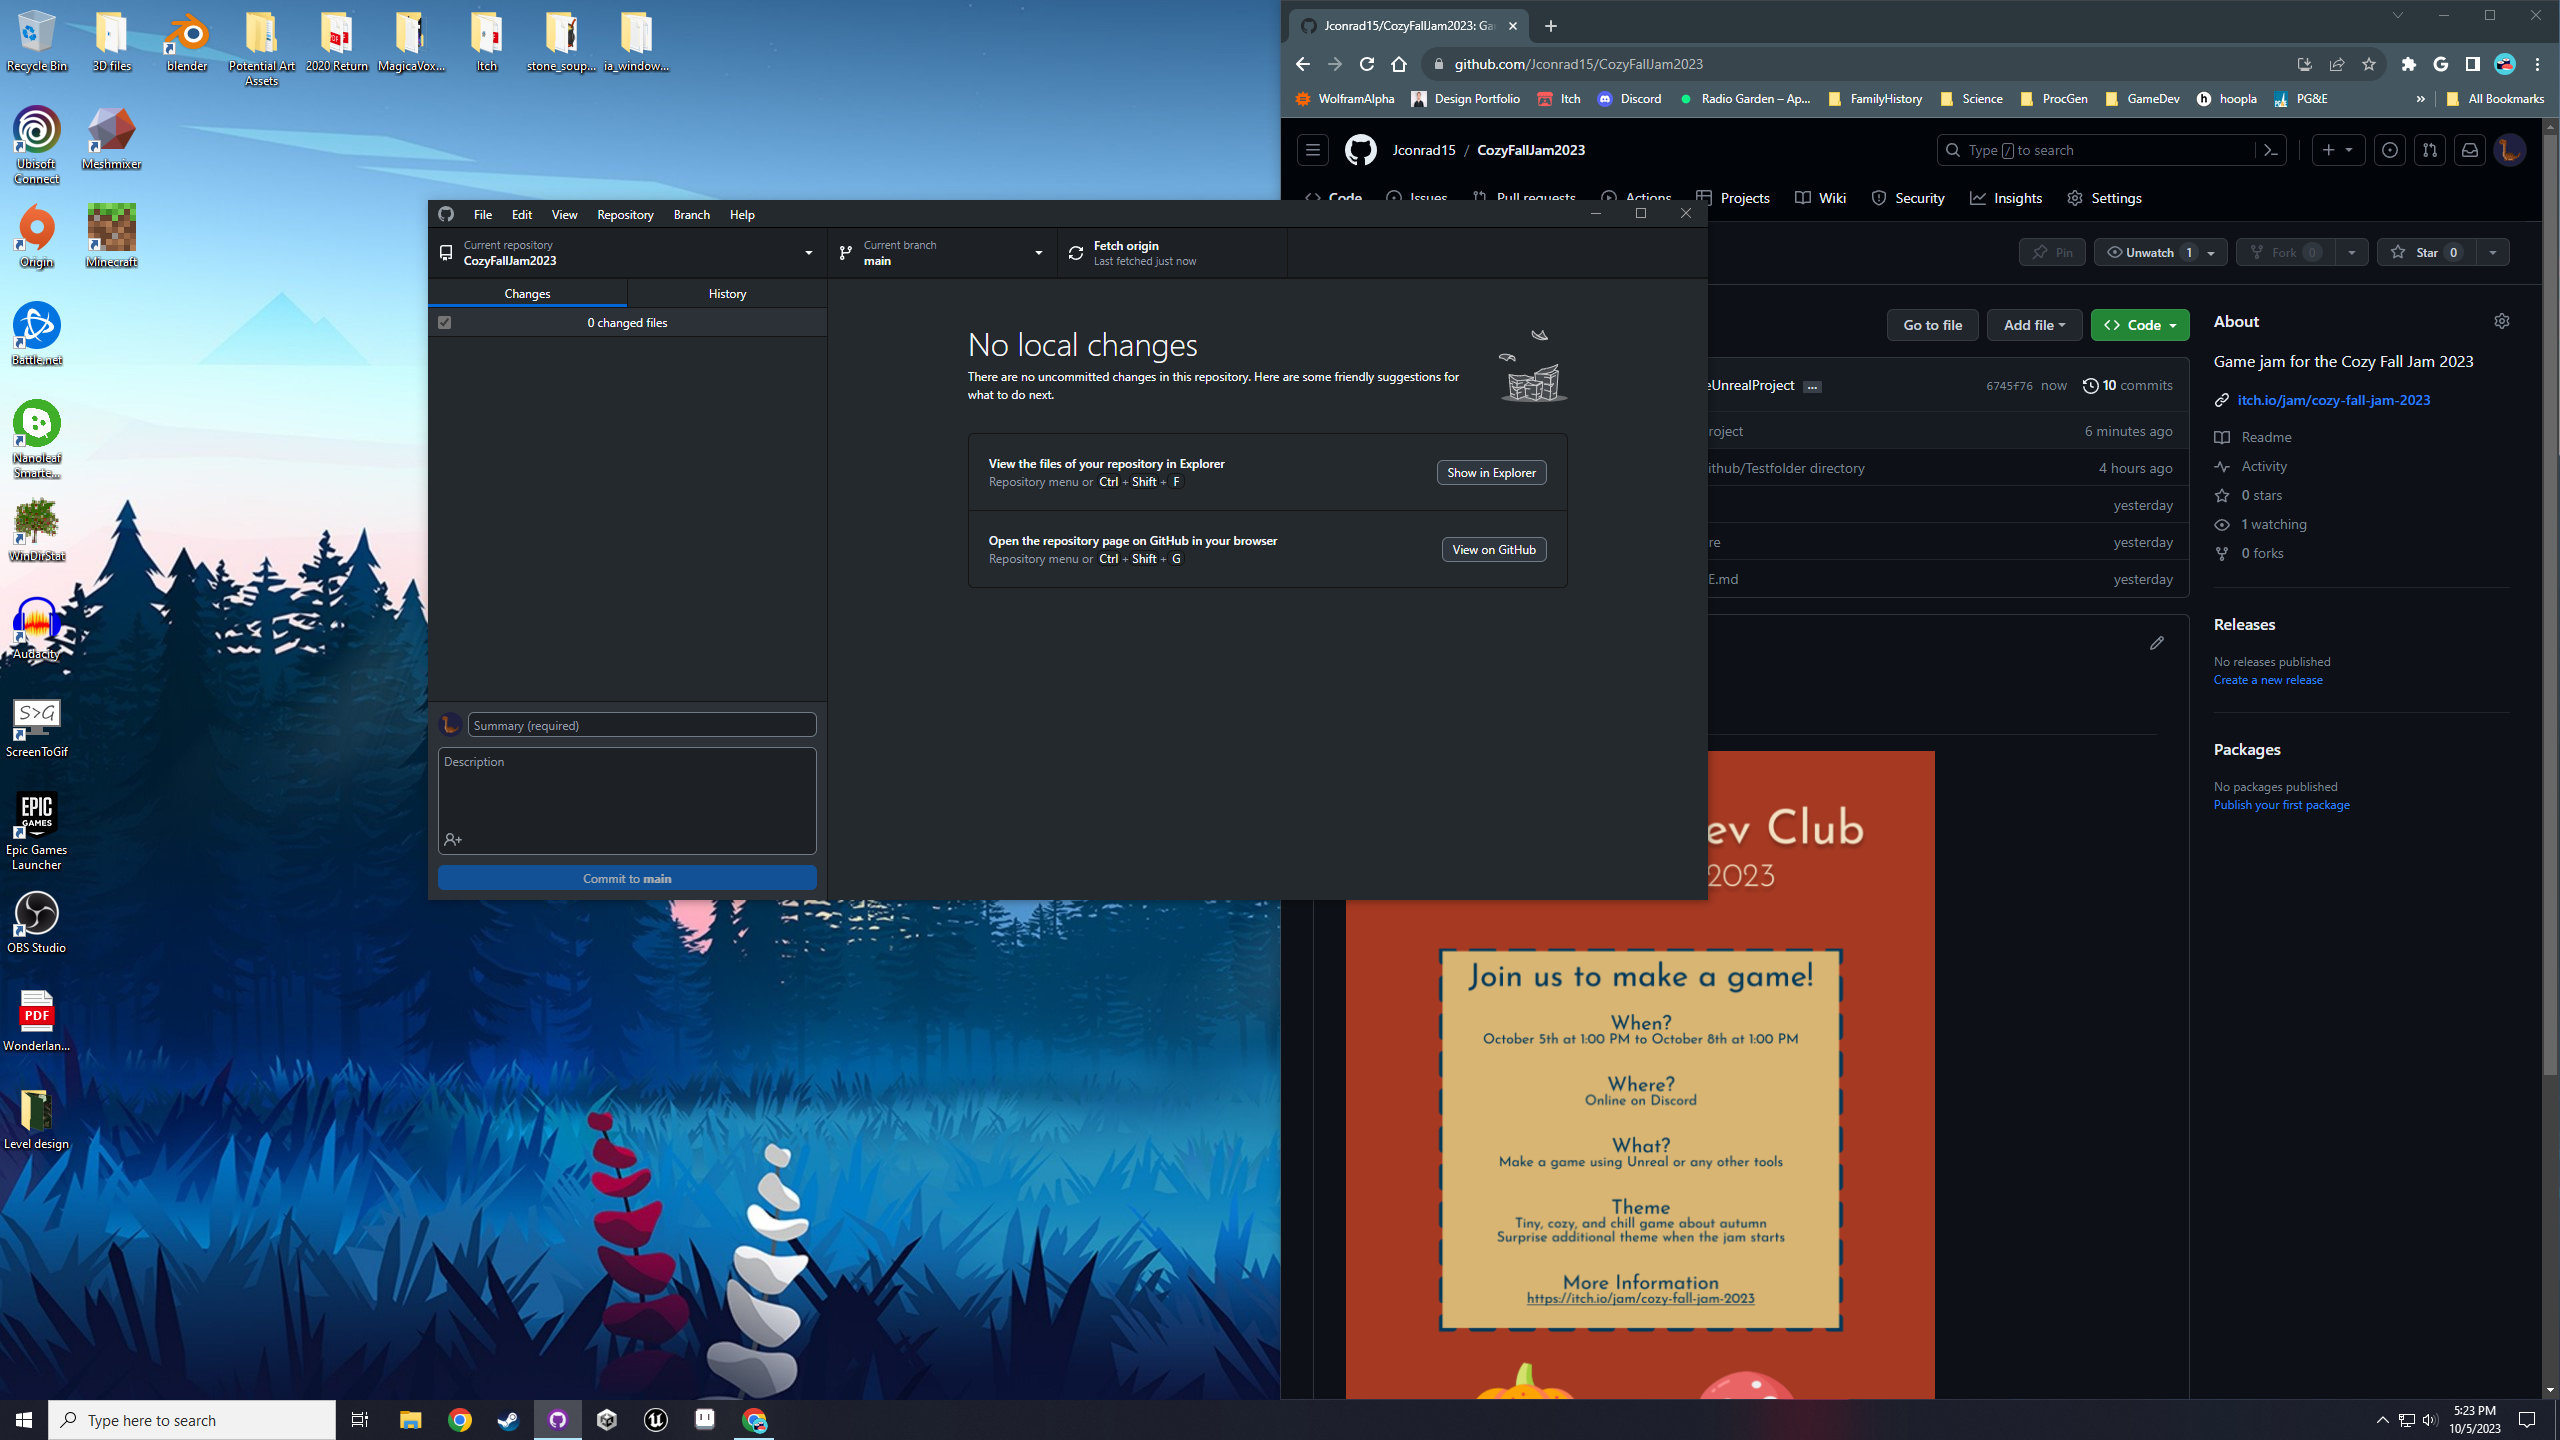 Recycle Bin
3D files
blender
Potential Art
Assets
2020 Return
MagicaVox...
Itch
stone_soup...
ia_window...
Ubisoft
Connect
Meshmixer
Origin
Minecraft
Battle.net
Nanoleaf
Smarte...
WinDirStat
Audacity
S>G
ScreenToGif
EPIC
GAMES
Epic Games
Launcher
OBS Studio
PDF
Wonderlan...
Level design
File Edit View Repository Branch Help
Current repository
CozyFallJam2023
Current branch
main
Fetch origin
Last fetched just now
Changes
History
0 changed files
No local changes
There are no uncommitted changes in this repository. Here are some friendly suggestions for
what to do next.
View the files of your repository in Explorer
Repository menu or Ctrl + Shift + F
Show in Explorer
Open the repository page on GitHub in your browser
Repository menu or Ctrl + Shift + G
View on GitHub
Summary (required)
Description
Commit to main
Jconrad15/CozyFallJam2023: Ga
github.com/Jconrad15/CozyFallJam2023
WolframAlpha Design Portfolio Itch Discord Radio Garden – Ap... FamilyHistory Science ProcGen GameDev hoopla PG&E » All Bookmarks
Jconrad15 / CozyFallJam2023
Type / to search
Code Issues Pull requests Actions Projects Wiki Security Insights Settings
Pin Unwatch 1 Fork 0 Star 0
Go to file Add file Code
eUnrealProject ... 6745f76 now 10 commits
roject 6 minutes ago
ithub/Testfolder directory 4 hours ago
yesterday
re yesterday
E.md yesterday
About
Game jam for the Cozy Fall Jam 2023
itch.io/jam/cozy-fall-jam-2023
Readme
Activity
0 stars
1 watching
0 forks
Releases
No releases published
Create a new release
Packages
No packages published
Publish your first package
ev Club
2023
Join us to make a game!
When?
October 5th at 1:00 PM to October 8th at 1:00 PM
Where?
Online on Discord
What?
Make a game using Unreal or any other tools
Theme
Tiny, cozy, and chill game about autumn
Surprise additional theme when the jam starts
More Information
https://itch.io/jam/cozy-fall-jam-2023
Type here to search
5:23 PM
10/5/2023